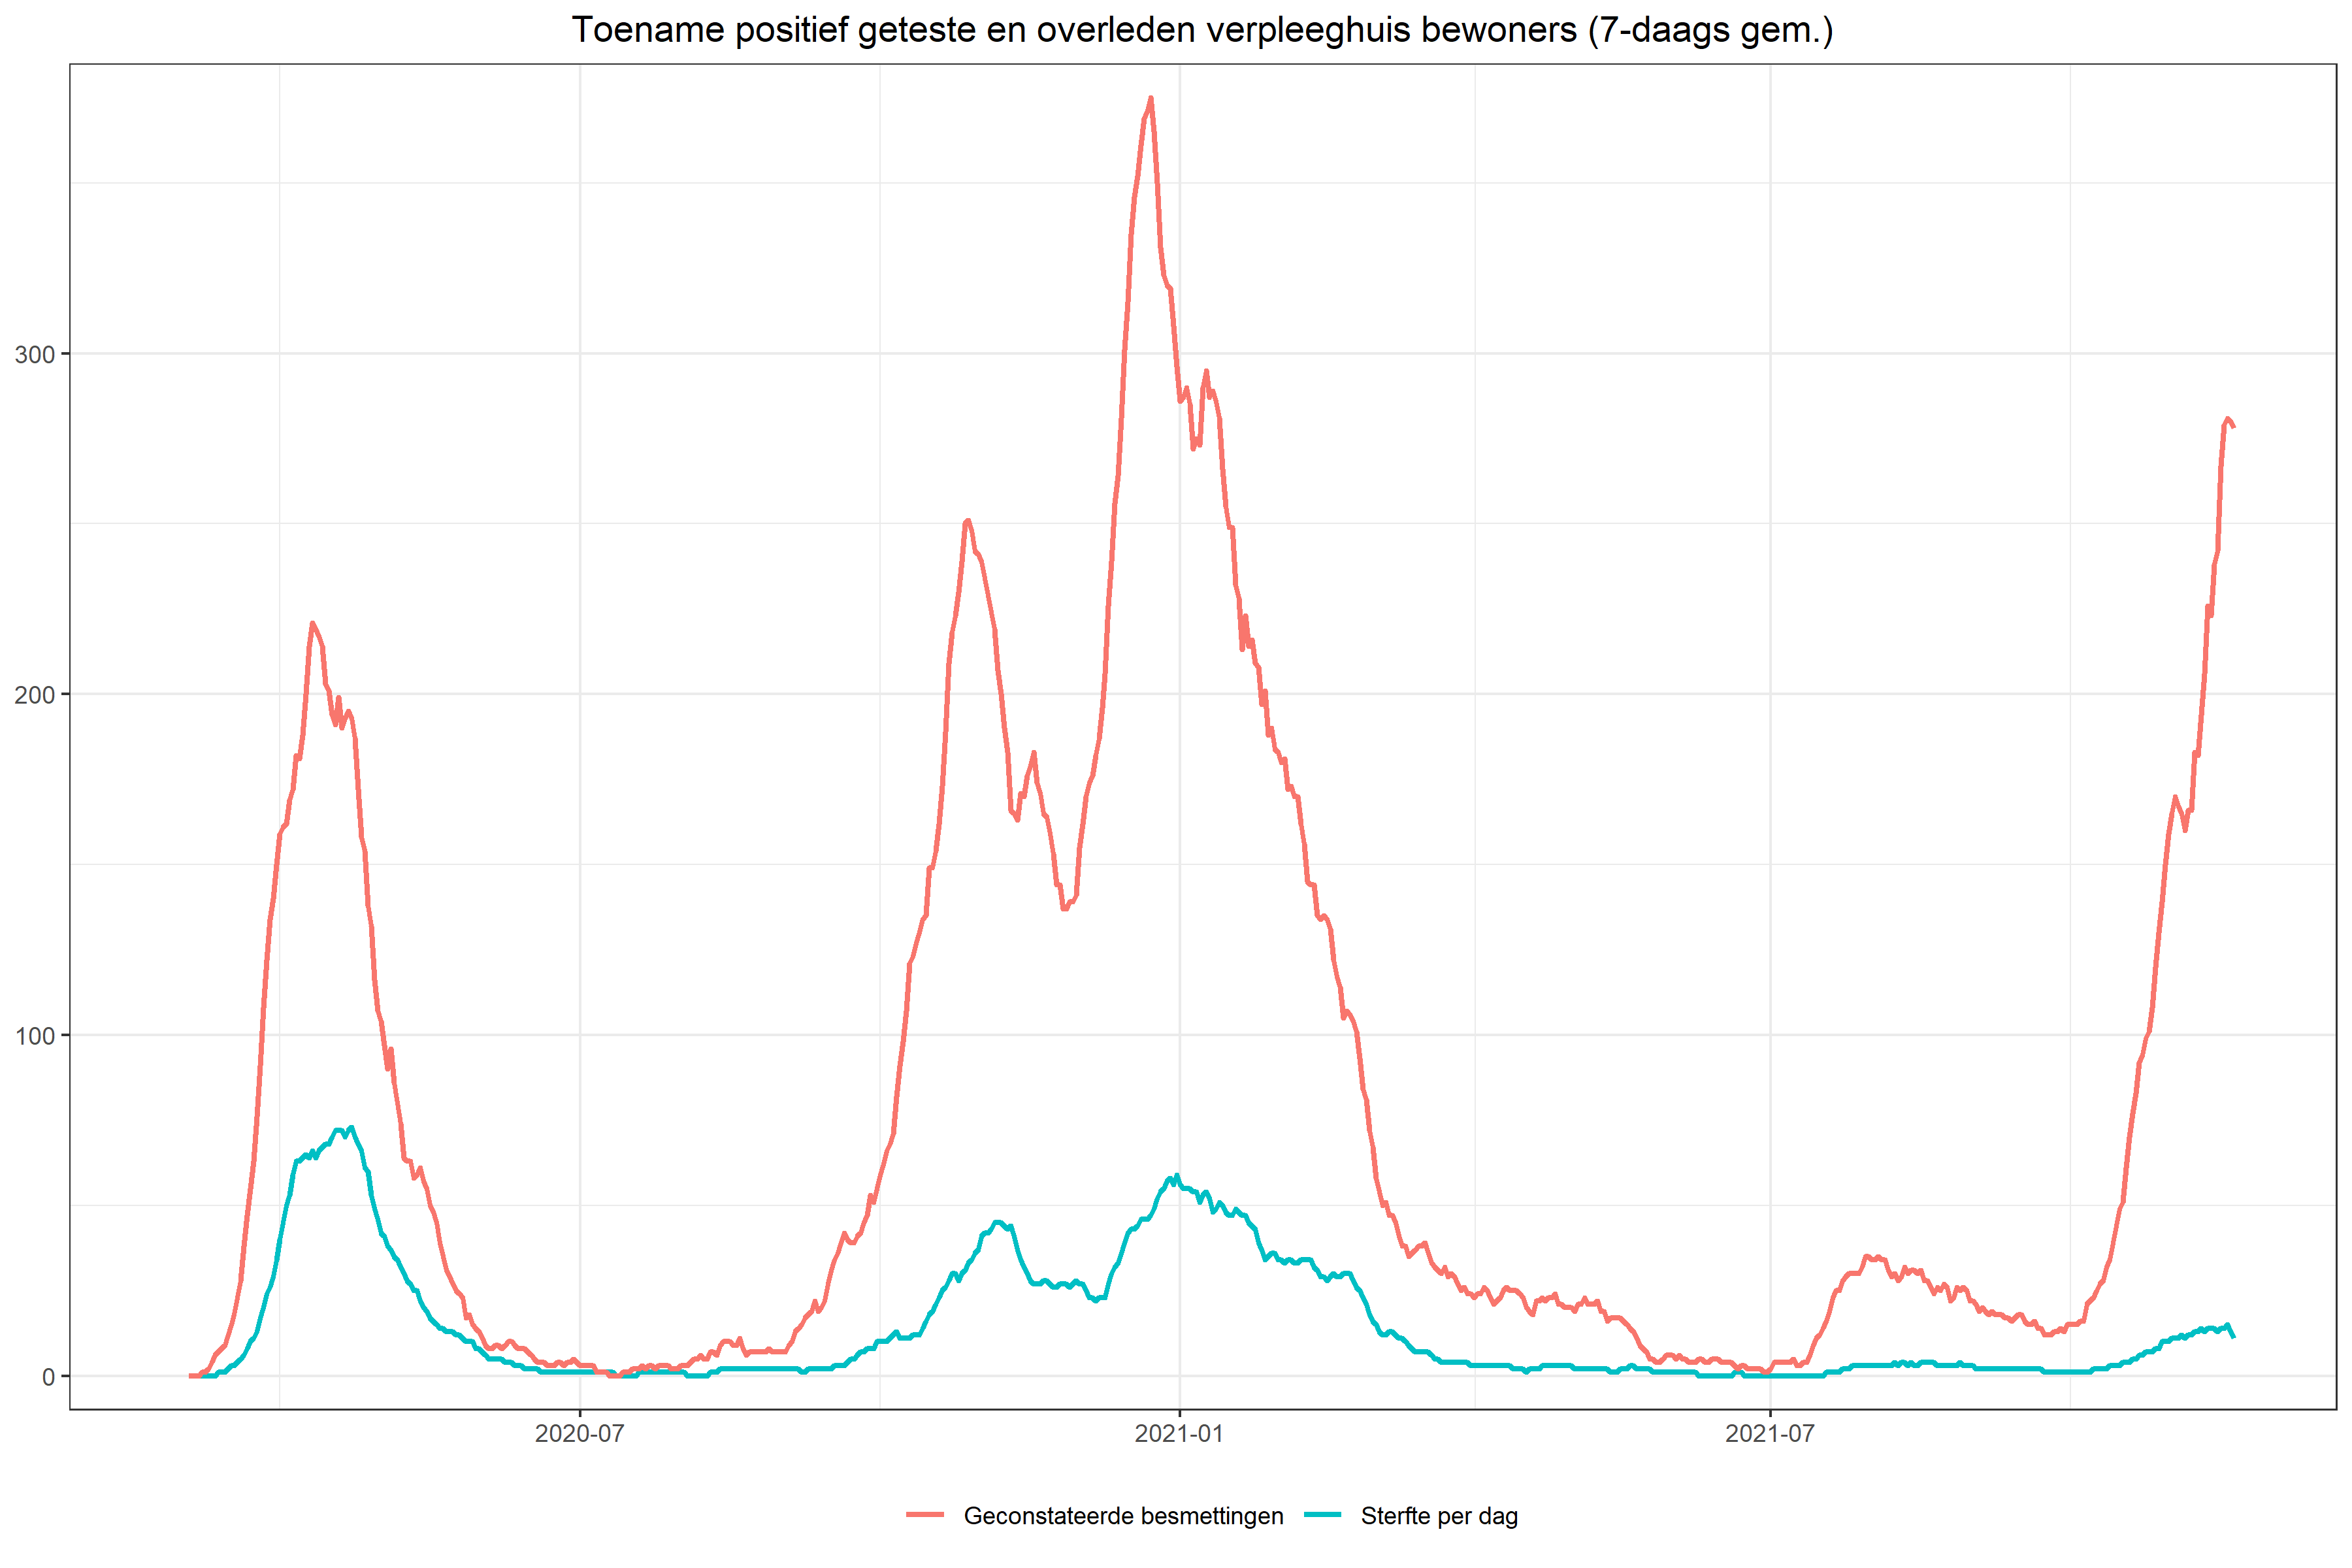 Toename positief geteste en overleden verpleeghuis bewoners (7-daags gem.)
300
200
100
0
2020-07 2021-01 2021-07
Geconstateerde besmettingen Sterfte per dag